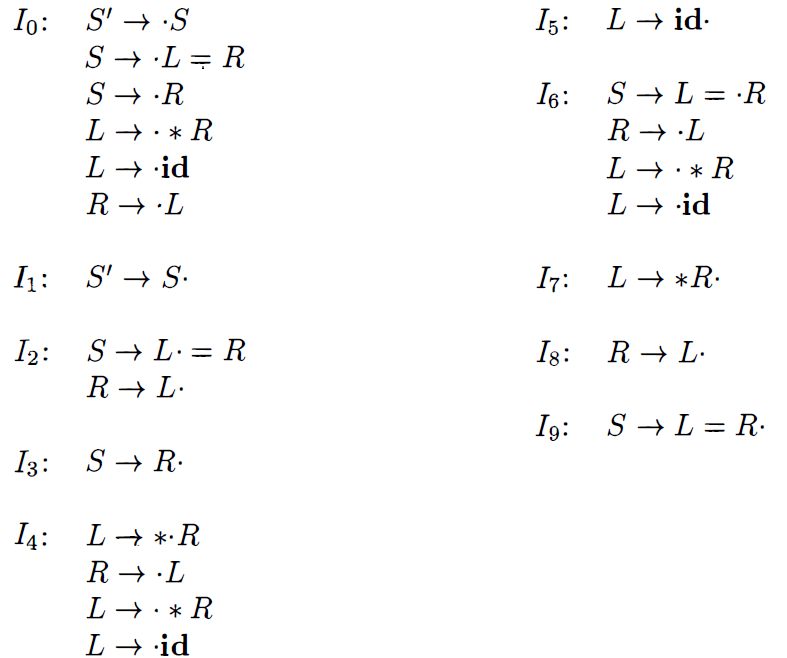 I₀: S′ → ·S
S → ·L = R
S → ·R
L → · * R
L → ·id
R → ·L
I₁: S′ → S·
I₂: S → L· = R
R → L·
I₃: S → R·
I₄: L → *·R
R → ·L
L → · * R
L → ·id
I₅: L → id·
I₆: S → L = ·R
R → ·L
L → · * R
L → ·id
I₇: L → *R·
I₈: R → L·
I₉: S → L = R·